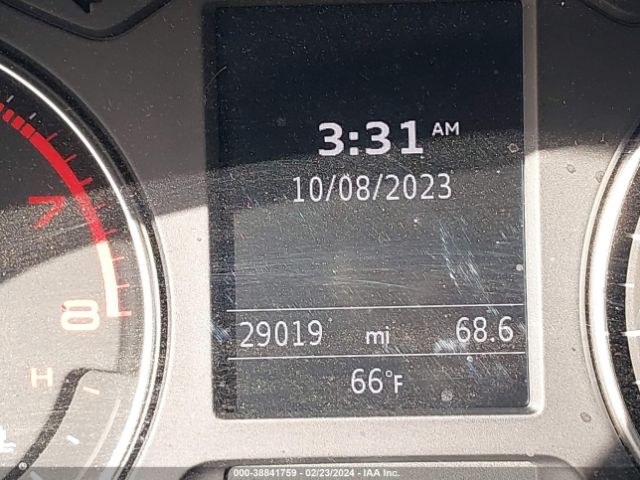 3:31 AM
10/08/2023
7
8
29019 mi 68.6
H
66°F
000-38841759 - 02/23/2024 - IAA Inc.